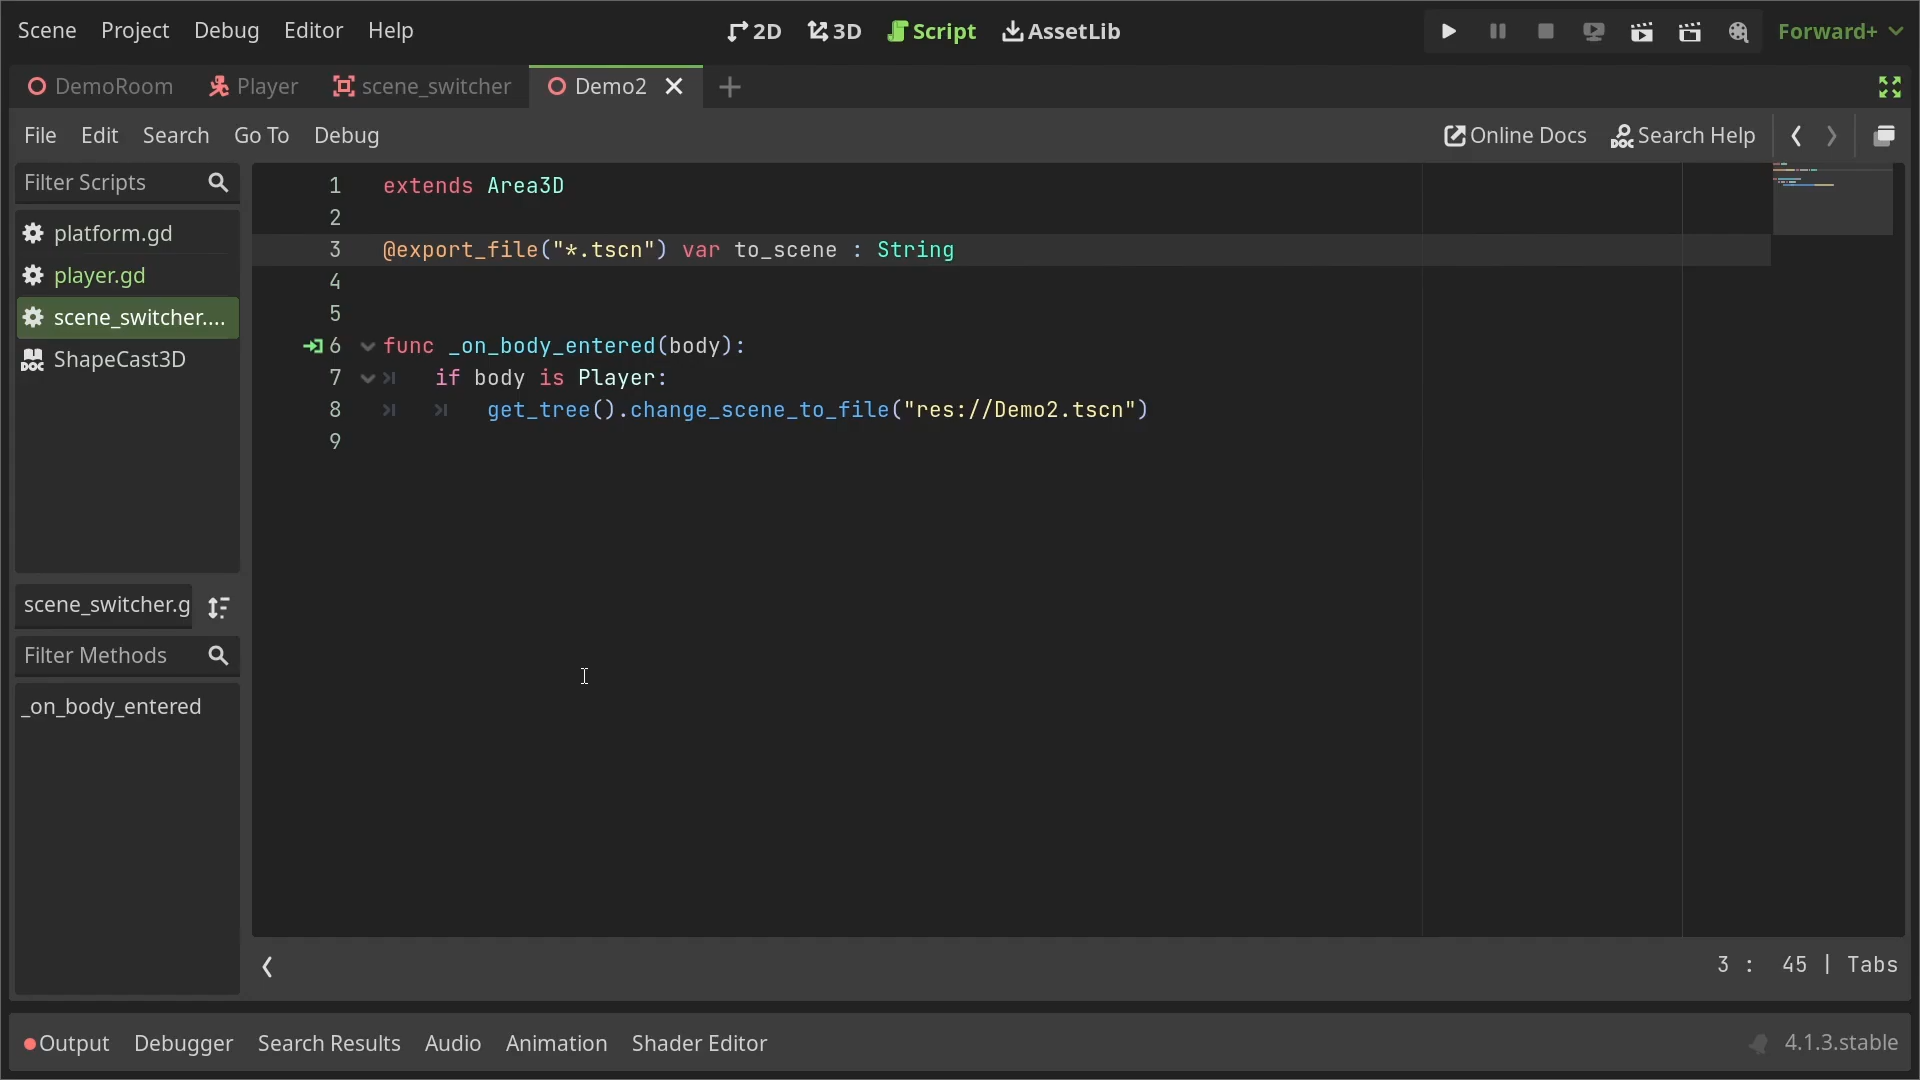 Scene Project Debug Editor Help 2D 3D Script AssetLib Forward+
DemoRoom Player scene_switcher Demo2
File Edit Search Go To Debug Online Docs DOC Search Help
Filter Scripts
platform.gd
player.gd
scene_switcher....
DOC ShapeCast3D
scene_switcher.g
Filter Methods
_on_body_entered
1 extends Area3D
2
3 @export_file("*.tscn") var to_scene : String
4
5
6 func _on_body_entered(body):
7 if body is Player:
8 get_tree().change_scene_to_file("res://Demo2.tscn")
9
3 : 45 | Tabs
Output Debugger Search Results Audio Animation Shader Editor 4.1.3.stable